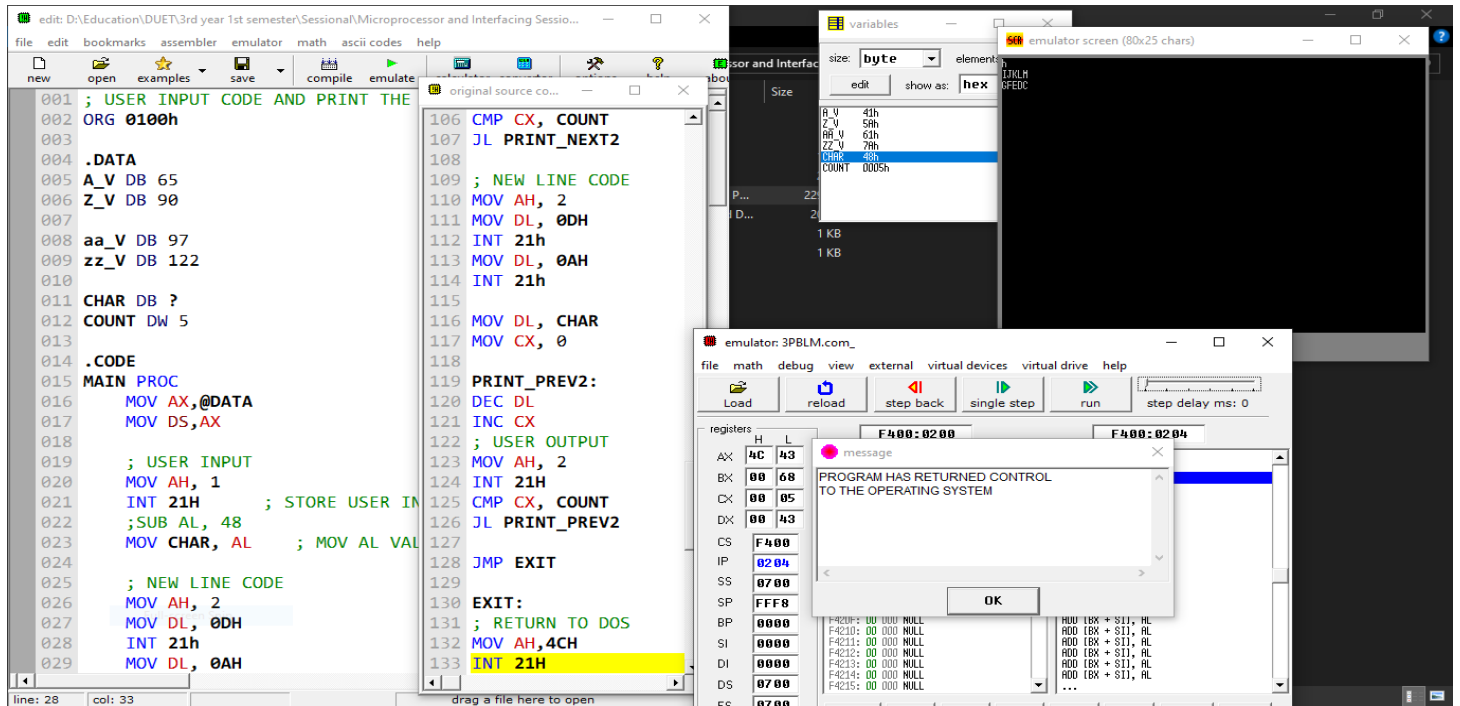 edit: D:\Education\DUET\3rd year 1st semester\Sessional\Microprocessor and Interfacing Sessio...
file edit bookmarks assembler emulator math ascii codes help
new open examples save compile emulate
001 ; USER INPUT CODE AND PRINT THE
002 ORG 0100h
003
004 .DATA
005 A_V DB 65
006 Z_V DB 90
007
008 aa_V DB 97
009 zz_V DB 122
010
011 CHAR DB ?
012 COUNT DW 5
013
014 .CODE
015 MAIN PROC
016 MOV AX,@DATA
017 MOV DS,AX
018
019 ; USER INPUT
020 MOV AH, 1
021 INT 21H ; STORE USER IN
022 ;SUB AL, 48
023 MOV CHAR, AL ; MOV AL VAL
024
025 ; NEW LINE CODE
026 MOV AH, 2
027 MOV DL, 0DH
028 INT 21h
029 MOV DL, 0AH
line: 28 col: 33 drag a file here to open
original source co...
106 CMP CX, COUNT
107 JL PRINT_NEXT2
108
109 ; NEW LINE CODE
110 MOV AH, 2
111 MOV DL, 0DH
112 INT 21h
113 MOV DL, 0AH
114 INT 21h
115
116 MOV DL, CHAR
117 MOV CX, 0
118
119 PRINT_PREV2:
120 DEC DL
121 INC CX
122 ; USER OUTPUT
123 MOV AH, 2
124 INT 21H
125 CMP CX, COUNT
126 JL PRINT_PREV2
127
128 JMP EXIT
129
130 EXIT:
131 ; RETURN TO DOS
132 MOV AH,4CH
133 INT 21H
ssor and Interfac
Size
P... 229
D... 20
1 KB
1 KB
variables
size: byte element
edit show as: hex
A_V 41h
Z_V 5Ah
AA_V 61h
ZZ_V 7Ah
CHAR 48h
COUNT 0005h
SCR emulator screen (80x25 chars)
h
IJKLM
GFEDC
emulator: 3PBLM.com_
file math debug view external virtual devices virtual drive help
Load reload step back single step run step delay ms: 0
registers F400:0200 F400:0204
H L
AX 4C 43
BX 00 68
CX 00 05
DX 00 43
CS F400
IP 0204
SS 0700
SP FFF8
BP 0000
SI 0000
DI 0000
DS 0700
ES 0700
message
PROGRAM HAS RETURNED CONTROL
TO THE OPERATING SYSTEM
OK
F420F: 00 000 NULL ADD [BX + SI], AL
F4210: 00 000 NULL ADD [BX + SI], AL
F4211: 00 000 NULL ADD [BX + SI], AL
F4212: 00 000 NULL ADD [BX + SI], AL
F4213: 00 000 NULL ADD [BX + SI], AL
F4214: 00 000 NULL ADD [BX + SI], AL
F4215: 00 000 NULL ...